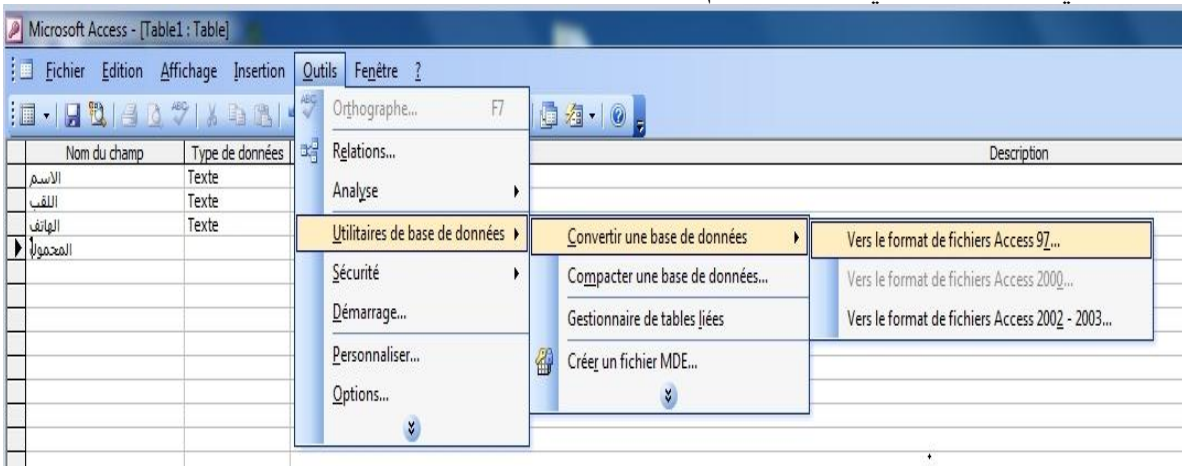 Microsoft Access - [Table1 : Table]
Fichier Edition Affichage Insertion Outils Fenêtre ?
Nom du champ Type de données Description
الاسم Texte
اللقب Texte
الهاتف Texte
المحمول
Orthographe... F7
Relations...
Analyse
Utilitaires de base de données
Sécurité
Démarrage...
Personnaliser...
Options...
Convertir une base de données
Compacter une base de données...
Gestionnaire de tables liées
Créer un fichier MDE...
Vers le format de fichiers Access 97...
Vers le format de fichiers Access 2000...
Vers le format de fichiers Access 2002 - 2003...